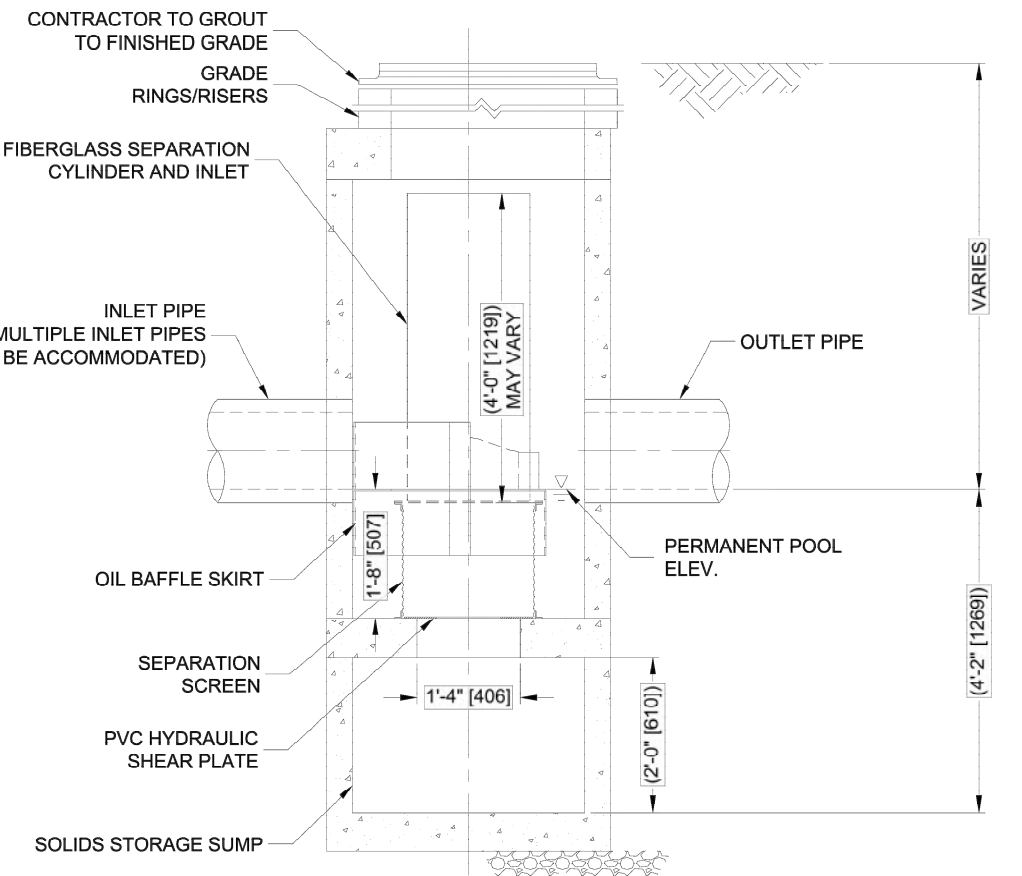 CONTRACTOR TO GROUT
TO FINISHED GRADE
GRADE
RINGS/RISERS
FIBERGLASS SEPARATION
CYLINDER AND INLET
INLET PIPE
MULTIPLE INLET PIPES
BE ACCOMMODATED)
(4'-0" [1219])
MAY VARY
VARIES
OUTLET PIPE
1'-8" [507]
OIL BAFFLE SKIRT
PERMANENT POOL
ELEV.
(4'-2" [1269])
SEPARATION
SCREEN
1'-4" [406]
(2'-0" [610])
PVC HYDRAULIC
SHEAR PLATE
SOLIDS STORAGE SUMP